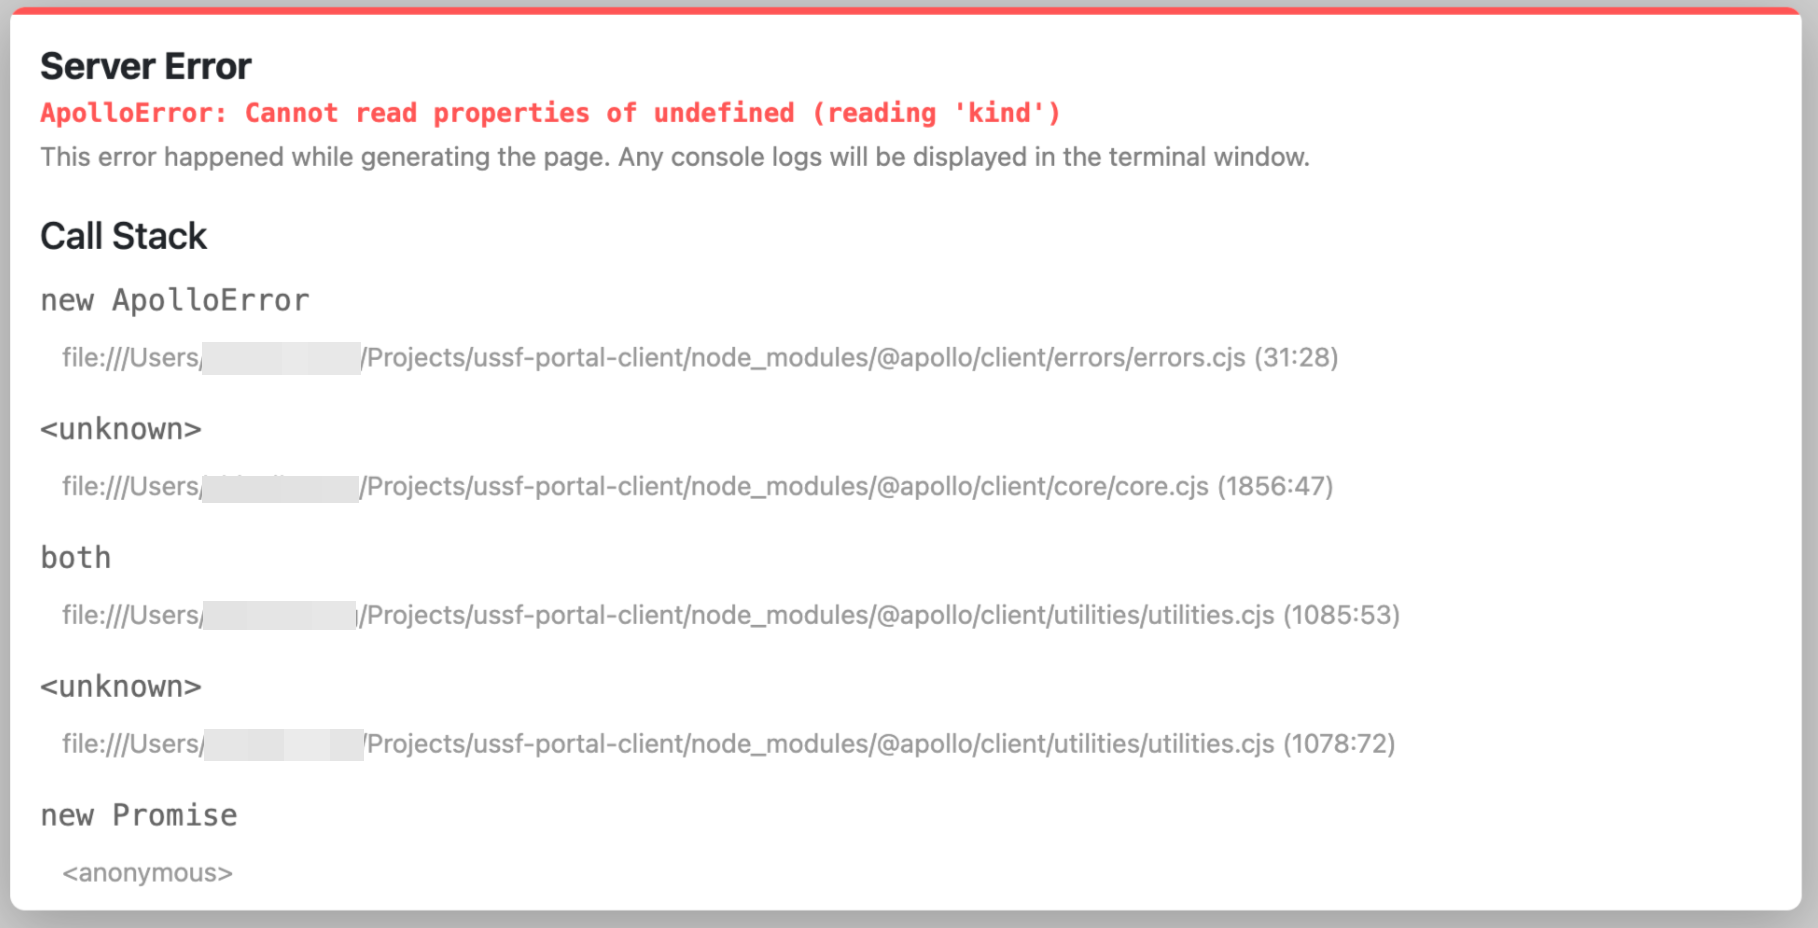 Server Error
ApolloError: Cannot read properties of undefined (reading 'kind')
This error happened while generating the page. Any console logs will be displayed in the terminal window.
Call Stack
new ApolloError
file:///Users/ /Projects/ussf-portal-client/node_modules/@apollo/client/errors/errors.cjs (31:28)
<unknown>
file:///Users/ /Projects/ussf-portal-client/node_modules/@apollo/client/core/core.cjs (1856:47)
both
file:///Users/ /Projects/ussf-portal-client/node_modules/@apollo/client/utilities/utilities.cjs (1085:53)
<unknown>
file:///Users/ /Projects/ussf-portal-client/node_modules/@apollo/client/utilities/utilities.cjs (1078:72)
new Promise
<anonymous>